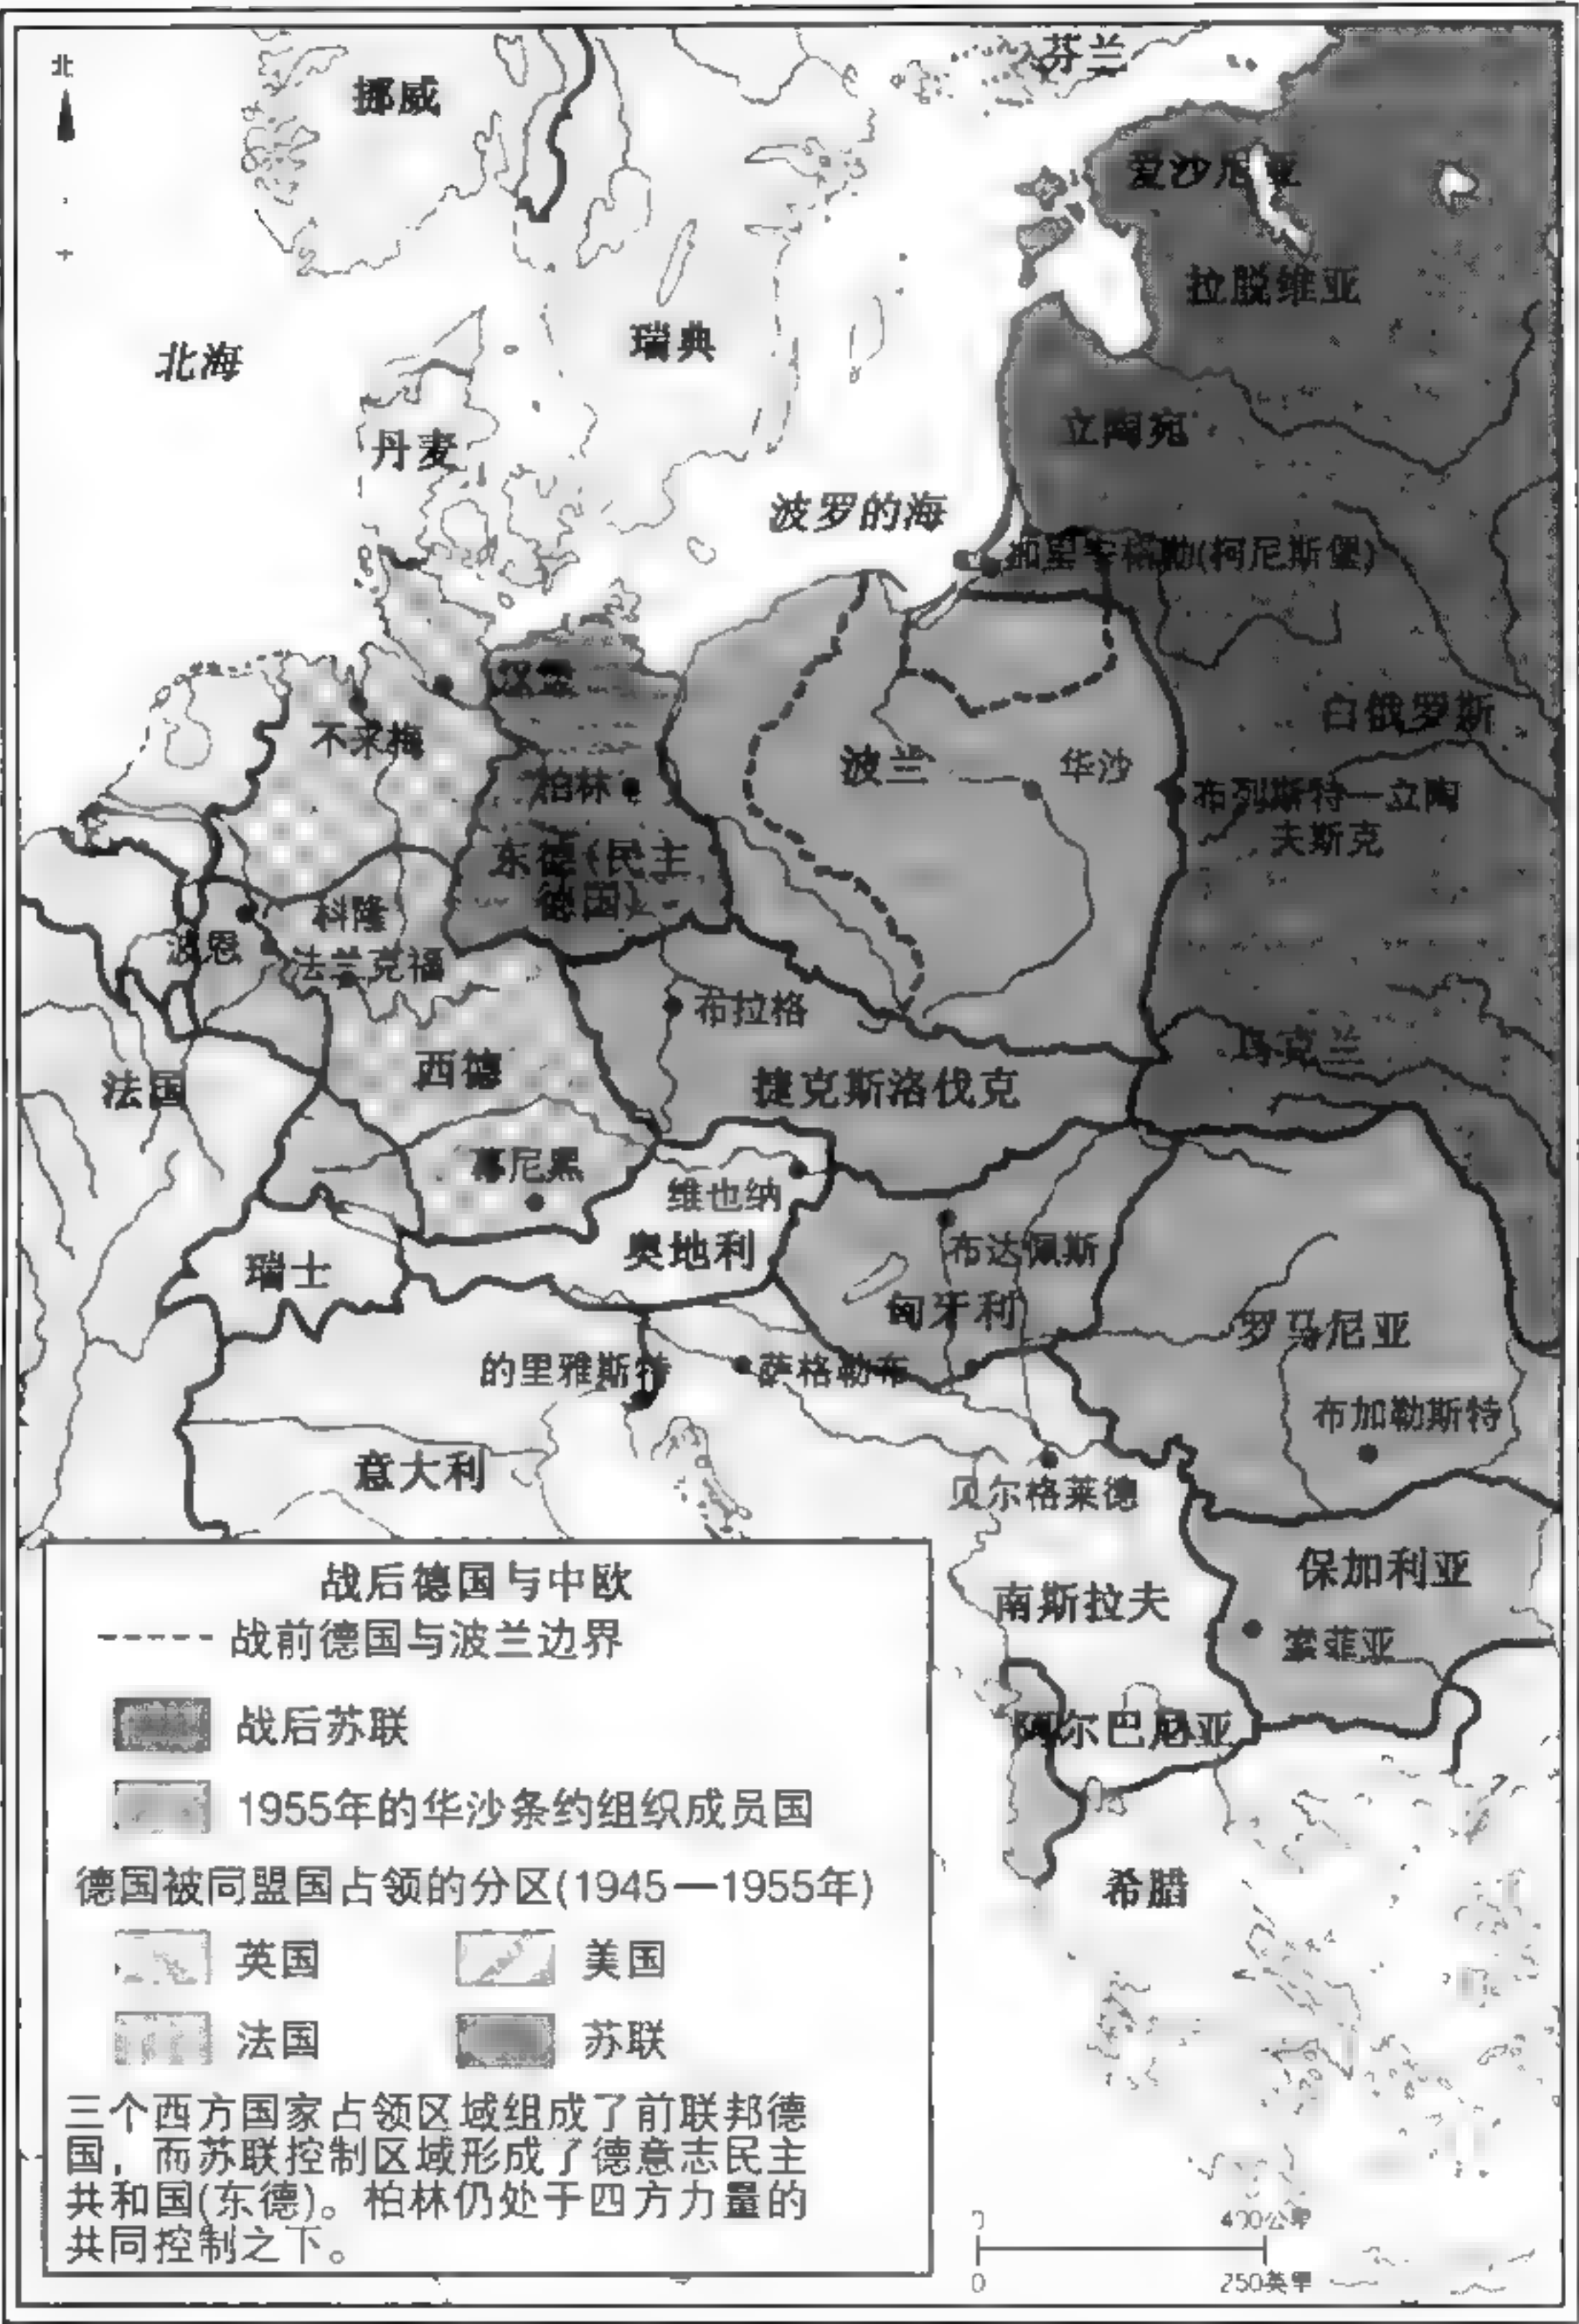 北
挪威
芬兰
爱沙尼亚
拉脱维亚
北海
瑞典
丹麦
立陶宛
波罗的海
加里宁格勒(柯尼斯堡)
汉堡
不来梅
白俄罗斯
柏林
波兰
华沙
布列斯特—立陶
夫斯克
东德(民主
德国)
科隆
波恩
法兰克福
布拉格
乌克兰
西德
法国
捷克斯洛伐克
慕尼黑
维也纳
奥地利
布达佩斯
瑞士
匈牙利
罗马尼亚
的里雅斯特
萨格勒布
布加勒斯特
意大利
贝尔格莱德
保加利亚
南斯拉夫
索菲亚
阿尔巴尼亚
希腊
战后德国与中欧
战前德国与波兰边界
战后苏联
1955年的华沙条约组织成员国
德国被同盟国占领的分区(1945—1955年)
英国
美国
法国
苏联
三个西方国家占领区域组成了前联邦德
国，而苏联控制区域形成了德意志民主
共和国(东德)。柏林仍处于四方力量的
共同控制之下。
0
400公里
0
250英里